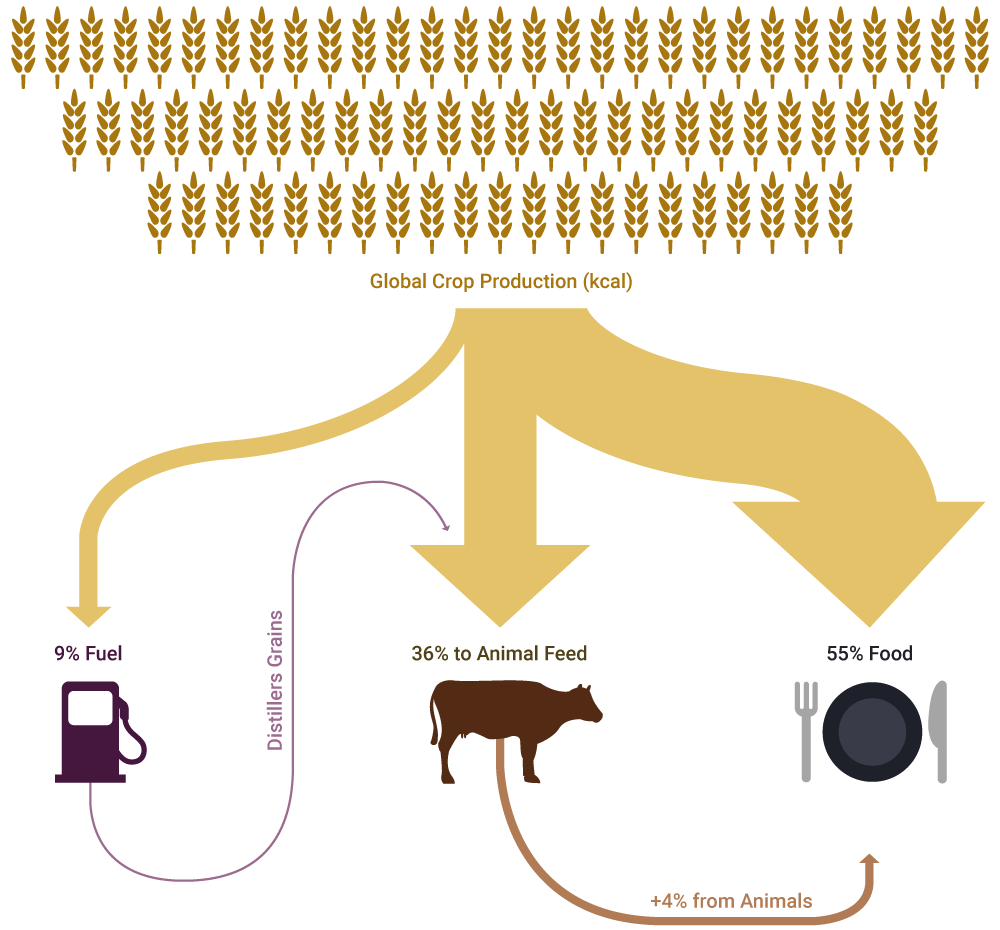 Global Crop Production (kcal)
Distillers Grains
9% Fuel
36% to Animal Feed
55% Food
+4% from Animals